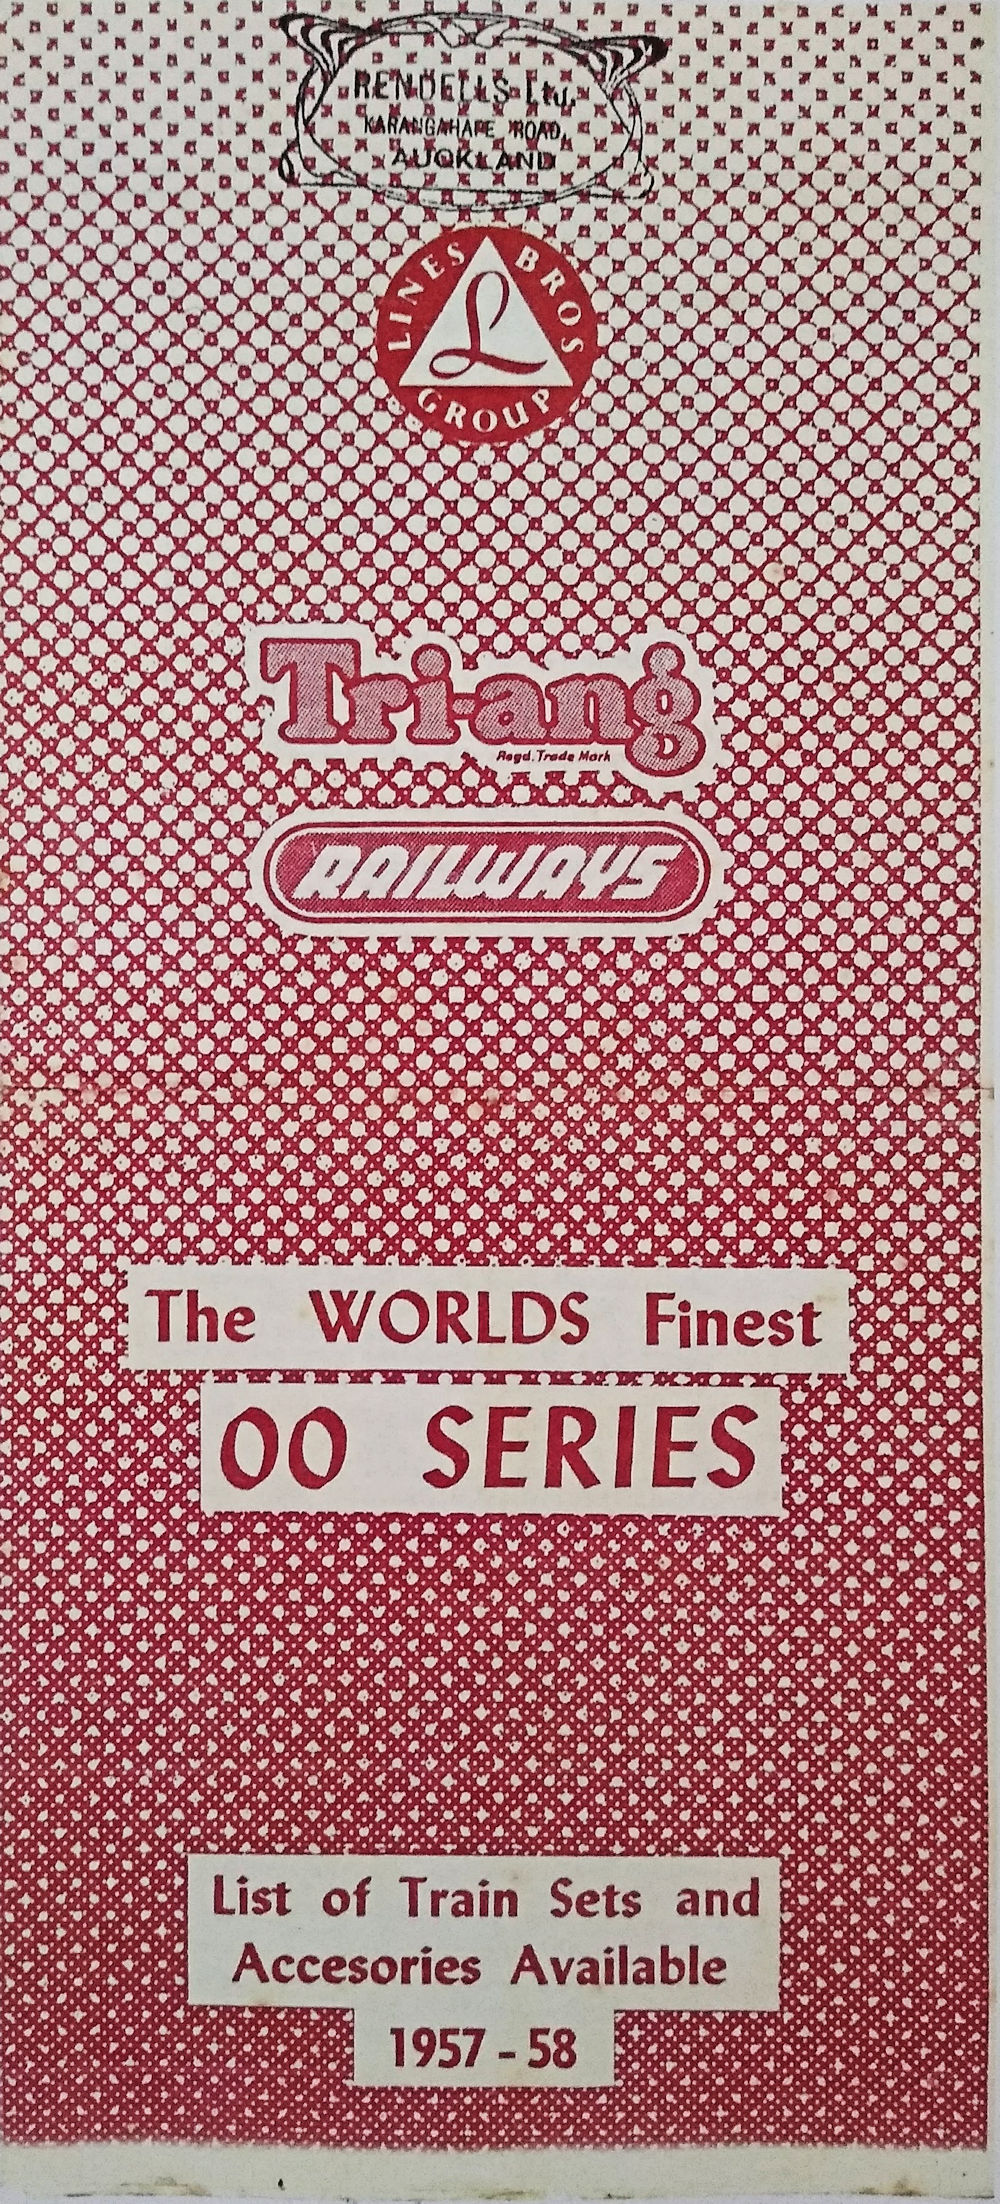 RENDELLS Ltd.
KARANGAHAPE ROAD,
AUCKLAND
LINES BROS
GROUP
L
Tri-ang
Regd. Trade Mark
RAILWAYS
The WORLDS Finest
OO SERIES
List of Train Sets and
Accesories Available
1957 - 58